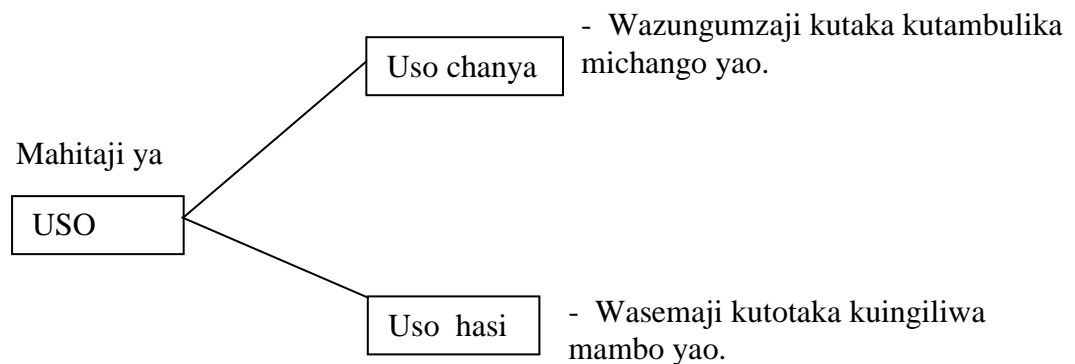 - Wazungumzaji kutaka kutambulika
michango yao.
Uso chanya
Mahitaji ya
USO
Uso hasi
- Wasemaji kutotaka kuingiliwa
mambo yao.